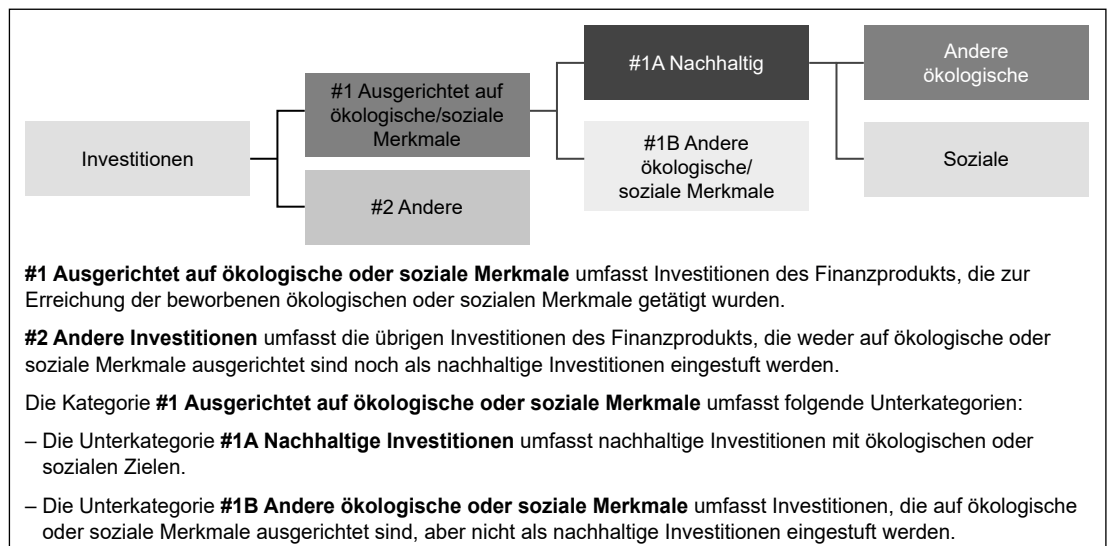 Investitionen
#1 Ausgerichtet auf
ökologische/soziale
Merkmale
#2 Andere
#1A Nachhaltig
#1B Andere
ökologische/
soziale Merkmale
Andere
ökologische
Soziale
#1 Ausgerichtet auf ökologische oder soziale Merkmale umfasst Investitionen des Finanzprodukts, die zur
Erreichung der beworbenen ökologischen oder sozialen Merkmale getätigt wurden.
#2 Andere Investitionen umfasst die übrigen Investitionen des Finanzprodukts, die weder auf ökologische oder
soziale Merkmale ausgerichtet sind noch als nachhaltige Investitionen eingestuft werden.
Die Kategorie #1 Ausgerichtet auf ökologische oder soziale Merkmale umfasst folgende Unterkategorien:
– Die Unterkategorie #1A Nachhaltige Investitionen umfasst nachhaltige Investitionen mit ökologischen oder
sozialen Zielen.
– Die Unterkategorie #1B Andere ökologische oder soziale Merkmale umfasst Investitionen, die auf ökologische
oder soziale Merkmale ausgerichtet sind, aber nicht als nachhaltige Investitionen eingestuft werden.